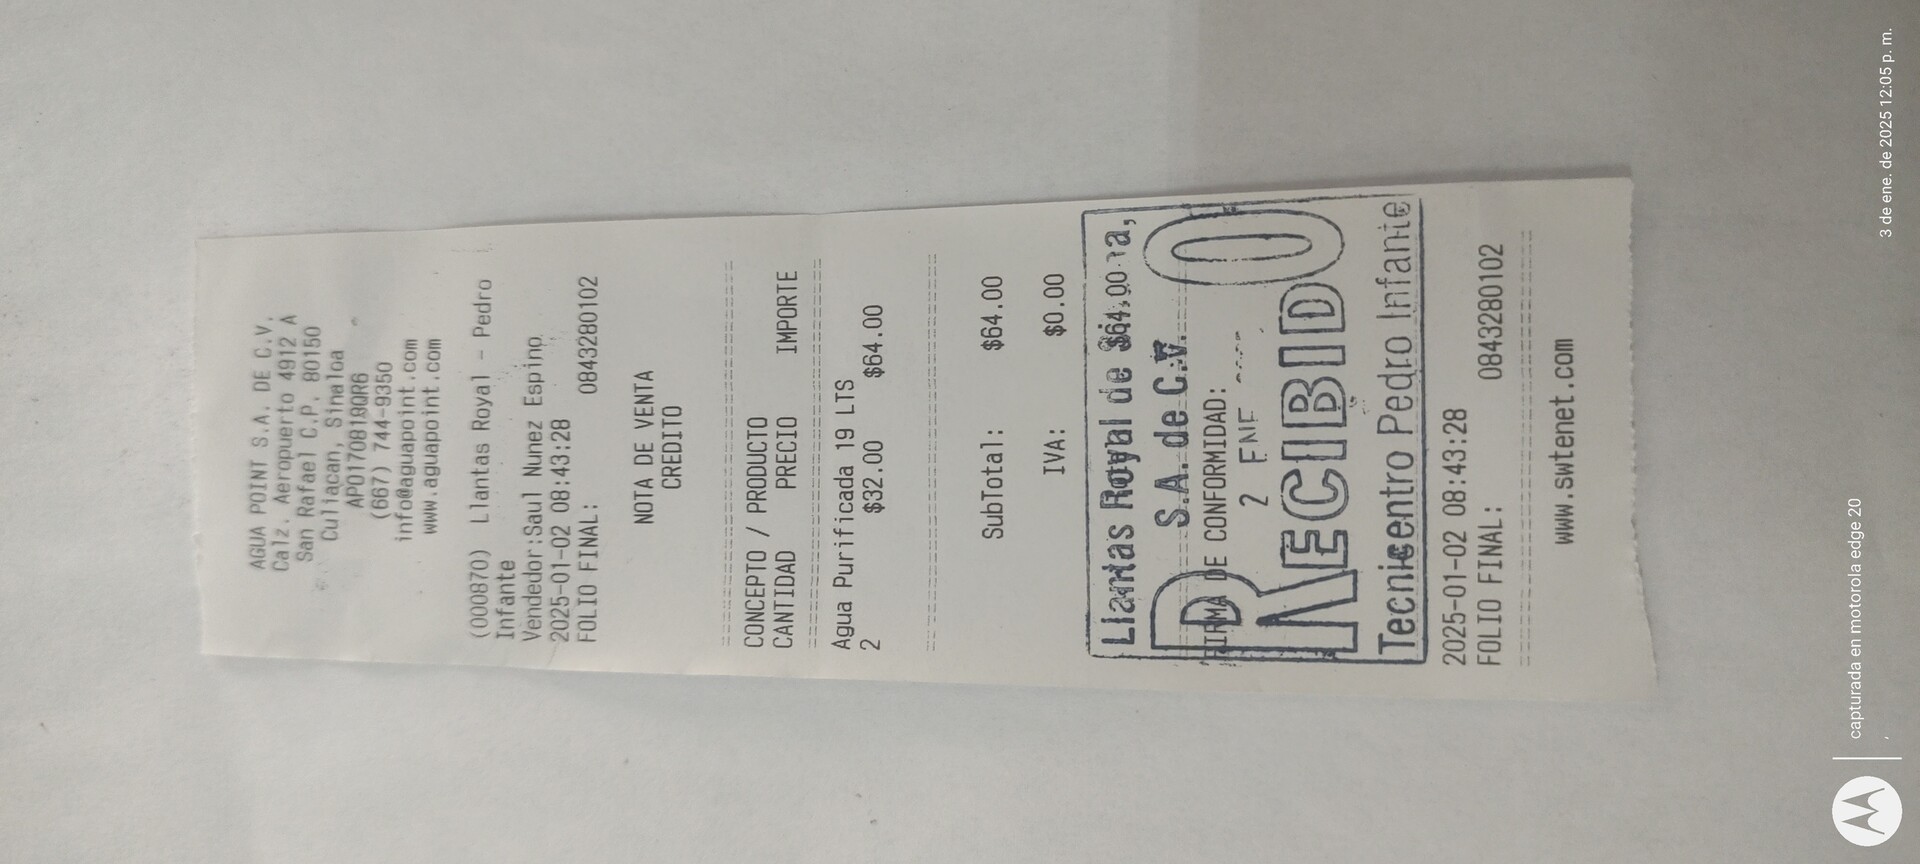 AGUA POINT S.A. DE C.V.
Calz. Aeropuerto 4912 A
San Rafael C.P. 80150
Culiacan, Sinaloa
APO170819QR6
(667) 744-9350
info@aguapoint.com
www.aguapoint.com
(000870) Llantas Royal - Pedro
Infante
Vendedor:Saul Nunez Espino
2025-01-02 08:43:28
FOLIO FINAL: 0843280102
NOTA DE VENTA
CREDITO
CONCEPTO / PRODUCTO
CANTIDAD PRECIO IMPORTE
Agua Purificada 19 LTS
2 $32.00 $64.00
SubTotal: $64.00
IVA: $0.00
Llantas Royal de $64.00
S.A. de C.V.
FIRMA DE CONFORMIDAD:
2 ENE
RECIBIDO
Tecnicentro Pedro Infante
2025-01-02 08:43:28
FOLIO FINAL: 0843280102
www.swtenet.com
capturada en motorola edge 20
3 de ene. de 2025 12:05 p. m.